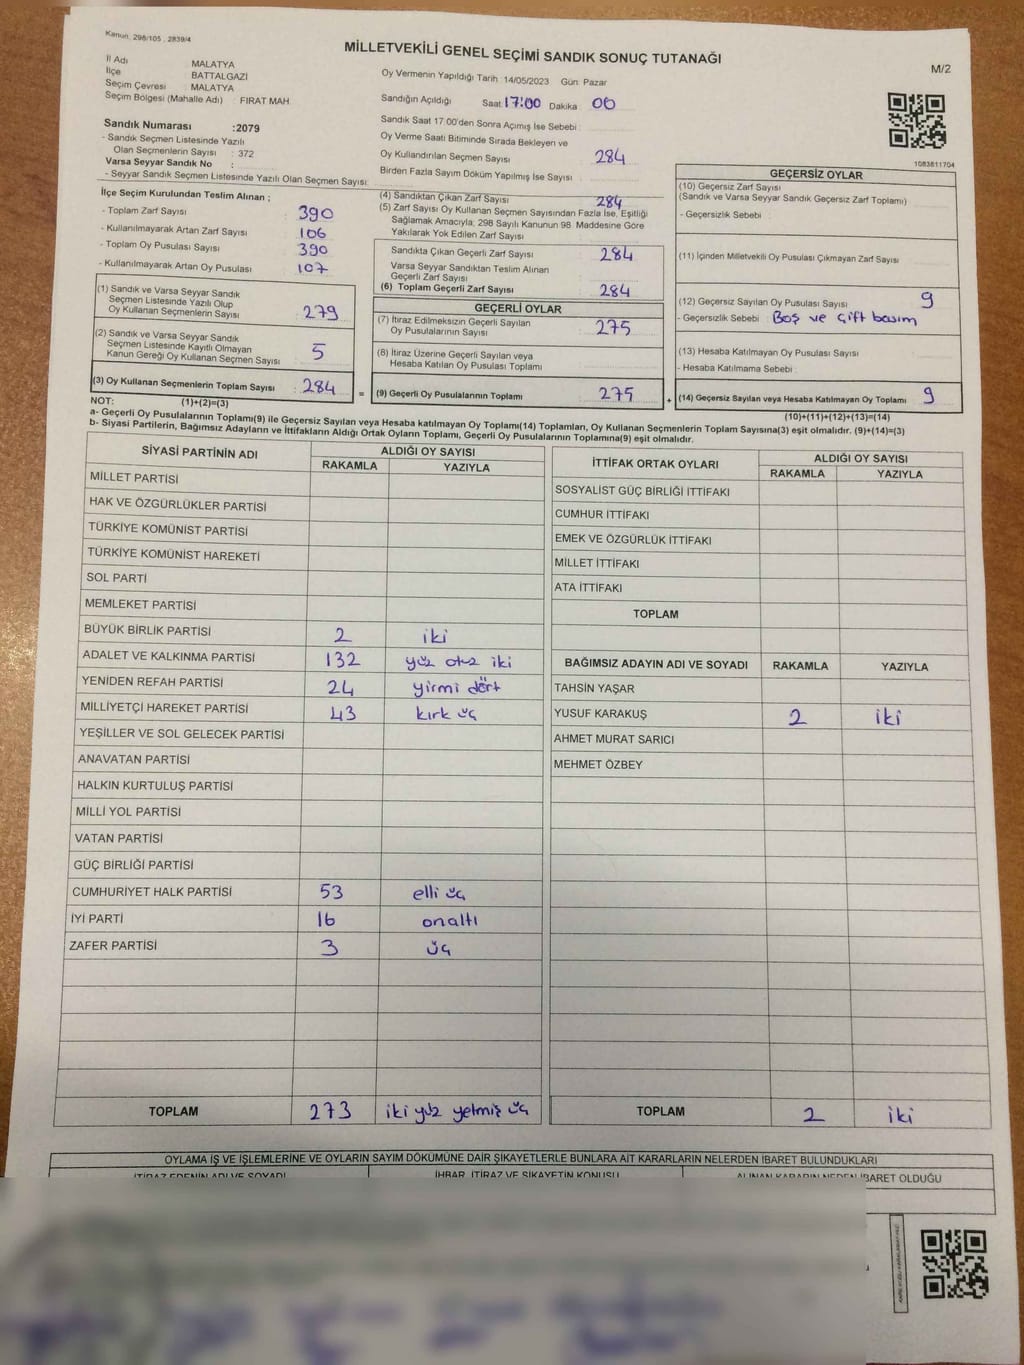 Kanun. 298/105 , 2839/4
MİLLETVEKİLİ GENEL SEÇİMİ SANDIK SONUÇ TUTANAĞI
M/2
İl Adı MALATYA
İlçe BATTALGAZİ
Seçim Çevresi MALATYA
Seçim Bölgesi (Mahalle Adı) : FIRAT MAH.
Oy Vermenin Yapıldığı Tarih 14/05/2023 Gün Pazar
Sandığın Açıldığı Saat 17:00 Dakika 00
Sandık Saat 17:00'den Sonra Açımış İse Sebebi :
Oy Verme Saati Bitiminde Sırada Bekleyen ve
Oy Kullandırılan Seçmen Sayısı 284
Birden Fazla Sayım Döküm Yapılmış İse Sayısı :
1083811704
Sandık Numarası :2079
- Sandık Seçmen Listesinde Yazılı
Olan Seçmenlerin Sayısı : 372
Varsa Seyyar Sandık No :
- Seyyar Sandık Seçmen Listesinde Yazılı Olan Seçmen Sayısı:
İlçe Seçim Kurulundan Teslim Alınan ;
- Toplam Zarf Sayısı : 390
- Kullanılmayarak Artan Zarf Sayısı : 106
- Toplam Oy Pusulası Sayısı : 390
- Kullanılmayarak Artan Oy Pusulası : 107
(1) Sandık ve Varsa Seyyar Sandık
Seçmen Listesinde Yazılı Olup
Oy Kullanan Seçmenlerin Sayısı : 279
(2) Sandık ve Varsa Seyyar Sandık
Seçmen Listesinde Kayıtlı Olmayan
Kanun Gereği Oy Kullanan Seçmen Sayısı : 5
(3) Oy Kullanan Seçmenlerin Toplam Sayısı : 284
(4) Sandıktan Çıkan Zarf Sayısı 284
(5) Zarf Sayısı Oy Kullanan Seçmen Sayısından Fazla İse, Eşitliği
Sağlamak Amacıyla; 298 Sayılı Kanunun 98. Maddesine Göre
Yakılarak Yok Edilen Zarf Sayısı :
Sandıkta Çıkan Geçerli Zarf Sayısı : 284
Varsa Seyyar Sandıktan Teslim Alınan
Geçerli Zarf Sayısı
(6) Toplam Geçerli Zarf Sayısı : 284
GEÇERLİ OYLAR
(7) İtiraz Edilmeksizin Geçerli Sayılan
Oy Pusulalarının Sayısı : 275
(8) İtiraz Üzerine Geçerli Sayılan veya
Hesaba Katılan Oy Pusulası Toplamı :
= (9) Geçerli Oy Pusulalarının Toplamı 275
GEÇERSİZ OYLAR
(10) Geçersiz Zarf Sayısı
(Sandık ve Varsa Seyyar Sandık Geçersiz Zarf Toplamı)
- Geçersizlik Sebebi :
(11) İçinden Milletvekili Oy Pusulası Çıkmayan Zarf Sayısı
(12) Geçersiz Sayılan Oy Pusulası Sayısı : 9
- Geçersizlik Sebebi : Boş ve çift basım
(13) Hesaba Katılmayan Oy Pusulası Sayısı
- Hesaba Katılmama Sebebi :
+ (14) Geçersiz Sayılan veya Hesaba Katılmayan Oy Toplamı 9
NOT: (1)+(2)=(3)
(10)+(11)+(12)+(13)=(14)
a- Geçerli Oy Pusulalarının Toplamı(9) ile Geçersiz Sayılan veya Hesaba katılmayan Oy Toplamı(14) Toplamları, Oy Kullanan Seçmenlerin Toplam Sayısına(3) eşit olmalıdır. (9)+(14)=(3)
b- Siyasi Partilerin, Bağımsız Adayların ve İttifakların Aldığı Ortak Oyların Toplamı, Geçerli Oy Pusulalarının Toplamına(9) eşit olmalıdır.
SİYASİ PARTİNİN ADI ALDIĞI OY SAYISI
RAKAMLA YAZIYLA
MİLLET PARTİSİ
HAK VE ÖZGÜRLÜKLER PARTİSİ
TÜRKİYE KOMÜNİST PARTİSİ
TÜRKİYE KOMÜNİST HAREKETİ
SOL PARTİ
MEMLEKET PARTİSİ
BÜYÜK BİRLİK PARTİSİ 2 iki
ADALET VE KALKINMA PARTİSİ 132 yüz otuz iki
YENİDEN REFAH PARTİSİ 24 yirmi dört
MİLLİYETÇİ HAREKET PARTİSİ 43 kırk üç
YEŞİLLER VE SOL GELECEK PARTİSİ
ANAVATAN PARTİSİ
HALKIN KURTULUŞ PARTİSİ
MİLLİ YOL PARTİSİ
VATAN PARTİSİ
GÜÇ BİRLİĞİ PARTİSİ
CUMHURİYET HALK PARTİSİ 53 elli üç
İYİ PARTİ 16 onaltı
ZAFER PARTİSİ 3 üç
TOPLAM 273 iki yüz yetmiş üç
İTTİFAK ORTAK OYLARI ALDIĞI OY SAYISI
RAKAMLA YAZIYLA
SOSYALİST GÜÇ BİRLİĞİ İTTİFAKI
CUMHUR İTTİFAKI
EMEK VE ÖZGÜRLÜK İTTİFAKI
MİLLET İTTİFAKI
ATA İTTİFAKI
TOPLAM
BAĞIMSIZ ADAYIN ADI VE SOYADI RAKAMLA YAZIYLA
TAHSİN YAŞAR
YUSUF KARAKUŞ 2 iki
AHMET MURAT SARICI
MEHMET ÖZBEY
TOPLAM 2 iki
OYLAMA İŞ VE İŞLEMLERİNE VE OYLARIN SAYIM DÖKÜMÜNE DAİR ŞİKAYETLERLE BUNLARA AİT KARARLARIN NELERDEN İBARET BULUNDUKLARI
İTİRAZ EDENİN ADI VE SOYADI İHBAR, İTİRAZ VE ŞİKAYETİN KONUSU ALINAN KARARIN NEDEN İBARET OLDUĞU